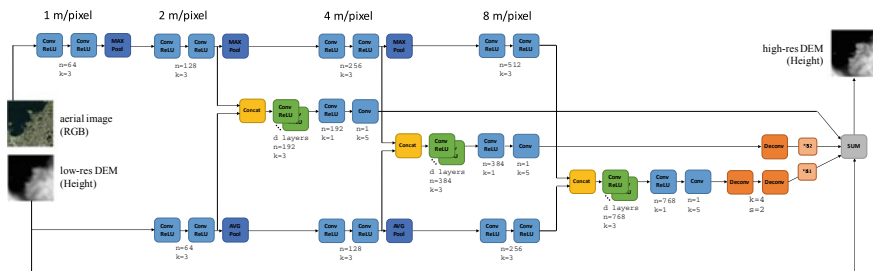 1 m/pixel 2 m/pixel 4 m/pixel 8 m/pixel
Conv ReLU Conv ReLU MAX Pool Conv ReLU Conv ReLU MAX Pool Conv ReLU Conv ReLU MAX Pool Conv ReLU Conv ReLU
high-res DEM
(Height)
n=64
k=3
n=128
k=3
n=256
k=3
n=512
k=3
aerial image
(RGB)
Concat Conv ReLU Conv ReLU Conv
d layers
n=192
k=3
n=192
k=1
n=1
k=5
low-res DEM
(Height)
Concat Conv ReLU Conv ReLU Conv Deconv SUM
d layers
n=384
k=3
n=384
k=1
n=1
k=5
Concat Conv ReLU Conv ReLU Conv Deconv Deconv
d layers
n=768
k=3
n=768
k=1
n=1
k=5
k=4
s=2
Conv ReLU Conv ReLU AVG Pool Conv ReLU Conv ReLU AVG Pool Conv ReLU Conv ReLU
n=64
k=3
n=128
k=3
n=256
k=3